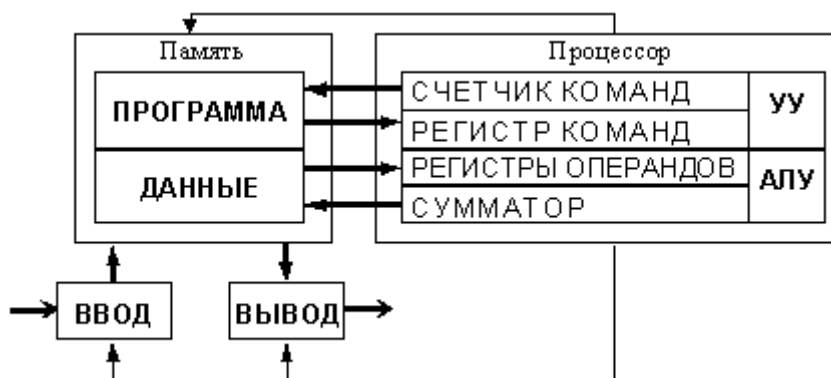 Память
Процессор
ПРОГРАММА
ДАННЫЕ
СЧЕТЧИК КОМАНД
РЕГИСТР КОМАНД
УУ
РЕГИСТРЫ ОПЕРАНДОВ
СУММАТОР
АЛУ
ВВОД
ВЫВОД